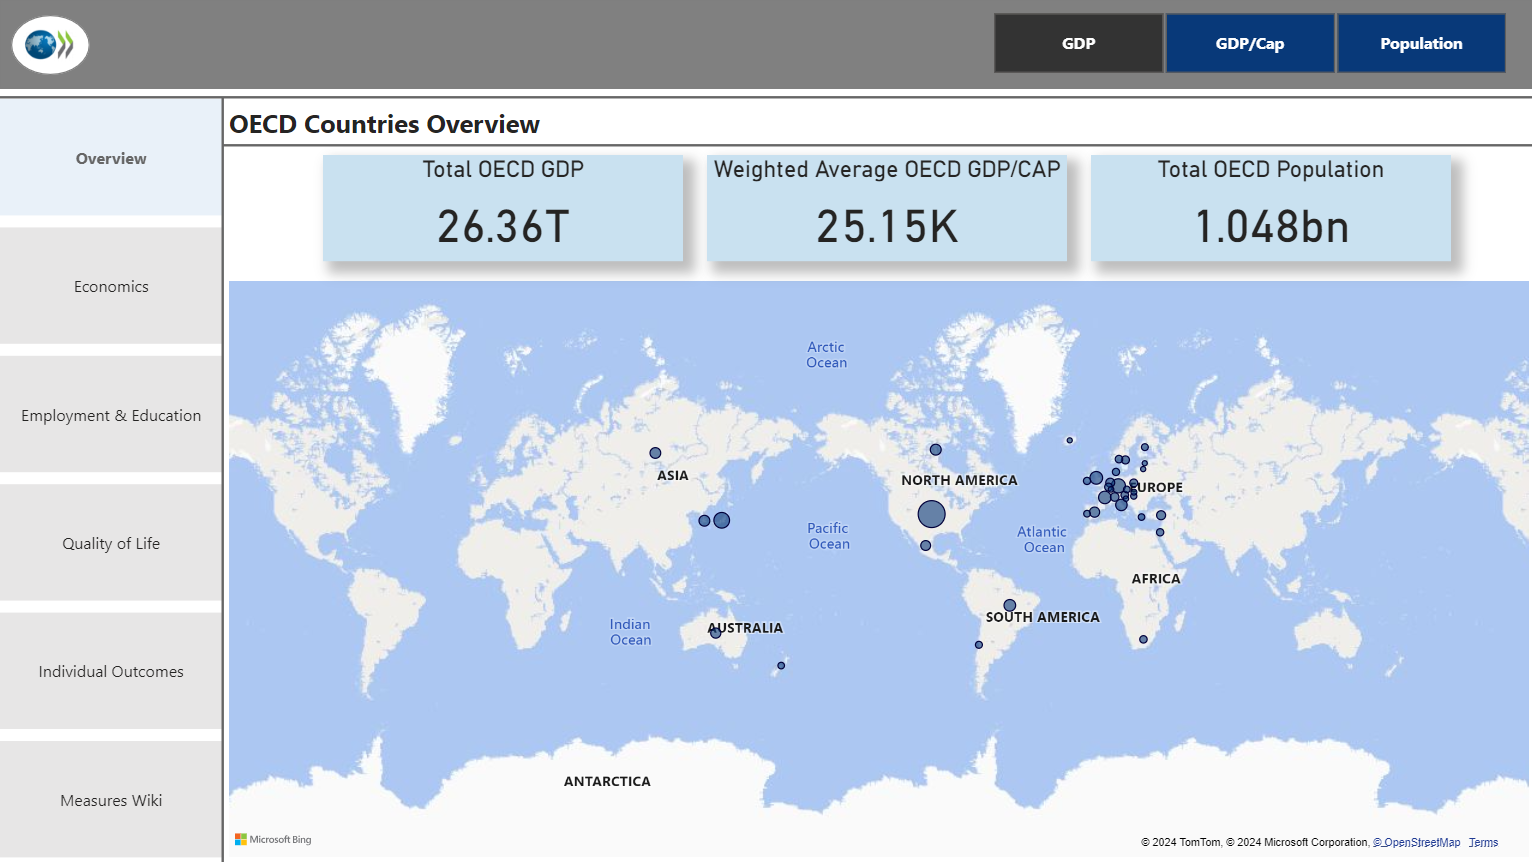 GDP
GDP/Cap
Population
OECD Countries Overview
Overview
Economics
Employment & Education
Quality of Life
Individual Outcomes
Measures Wiki
Total OECD GDP
26.36T
Weighted Average OECD GDP/CAP
25.15K
Total OECD Population
1.048bn
Arctic
Ocean
ASIA
NORTH AMERICA
EUROPE
Pacific
Ocean
Atlantic
Ocean
AFRICA
SOUTH AMERICA
Indian
Ocean
AUSTRALIA
ANTARCTICA
Microsoft Bing
© 2024 TomTom, © 2024 Microsoft Corporation, © OpenStreetMap Terms